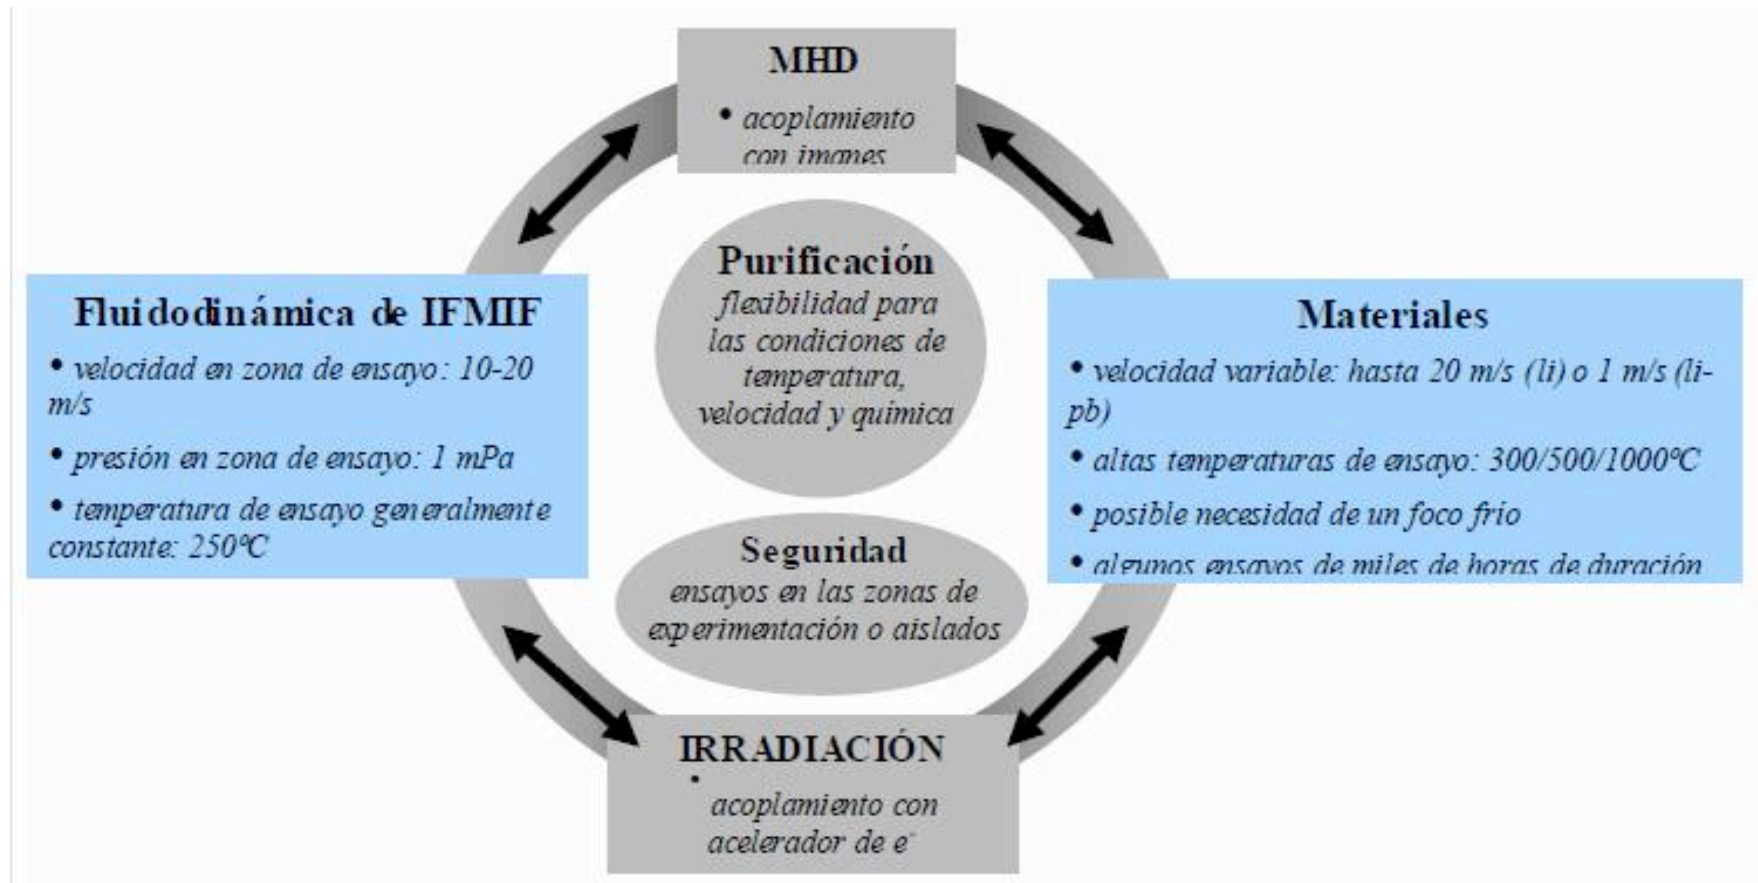 MHD
• acoplamiento
con imanes
Purificación
flexibilidad para
las condiciones de
temperatura,
velocidad y química
Fluidodinámica de IFMIF
• velocidad en zona de ensayo: 10-20
m/s
• presión en zona de ensayo: 1 mPa
• temperatura de ensayo generalmente
constante: 250ºC
Materiales
• velocidad variable: hasta 20 m/s (li) o 1 m/s (li-
pb)
• altas temperaturas de ensayo: 300/500/1000ºC
• posible necesidad de un foco frío
• algunos ensayos de miles de horas de duración
Seguridad
ensayos en las zonas de
experimentación o aislados
IRRADIACIÓN
•
acoplamiento con
acelerador de e⁻